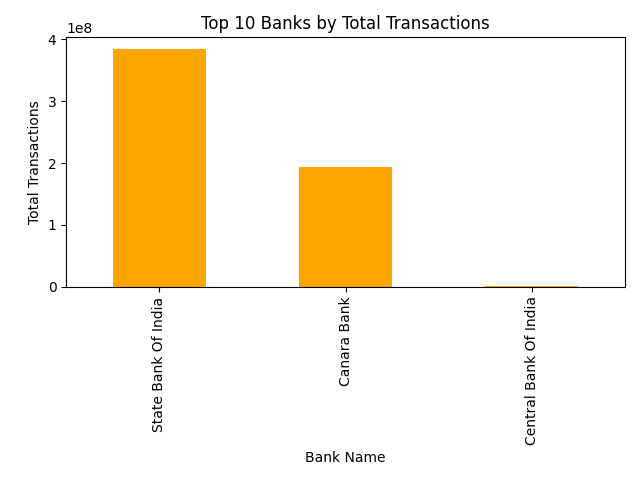 Top 10 Banks by Total Transactions
1e8
4
3
2
1
0
Total Transactions
State Bank Of India
Canara Bank
Central Bank Of India
Bank Name